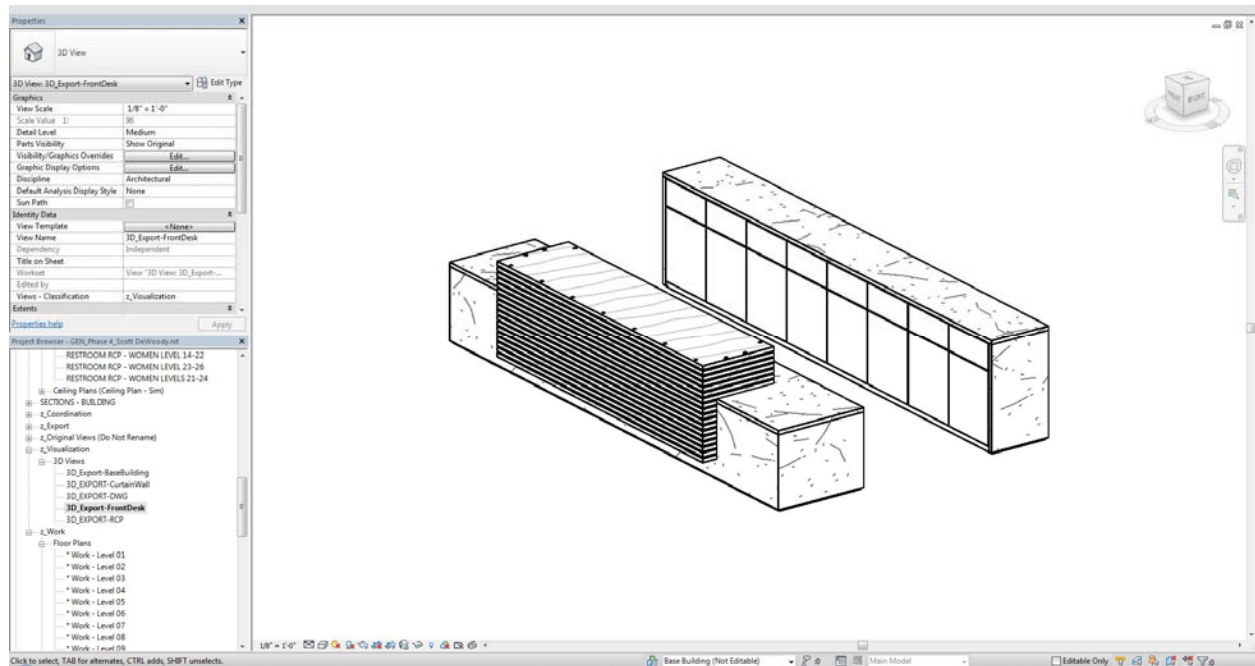 Properties
3D View
3D View: 3D_Export-FrontDesk Edit Type
Graphics
View Scale 1/8" = 1'-0"
Scale Value 1: 96
Detail Level Medium
Parts Visibility Show Original
Visibility/Graphics Overrides Edit...
Graphic Display Options Edit...
Discipline Architectural
Default Analysis Display Style None
Sun Path
Identity Data
View Template <None>
View Name 3D_Export-FrontDesk
Dependency Independent
Title on Sheet
Workset View "3D View: 3D_Export-...
Edited by
Views - Classification z_Visualization
Extents
Properties help Apply
Project Browser - GEN_Phase 4_Scott DeWoody.rvt
RESTROOM RCP - WOMEN LEVEL 14-22
RESTROOM RCP - WOMEN LEVEL 23-26
RESTROOM RCP - WOMEN LEVELS 21-24
Ceiling Plans (Ceiling Plan - Sim)
SECTIONS - BUILDING
z_Coordination
z_Export
z_Original Views (Do Not Rename)
z_Visualization
3D Views
3D_Export-BaseBuilding
3D_EXPORT-CurtainWall
3D_EXPORT-DWG
3D_Export-FrontDesk
3D_EXPORT-RCP
z_Work
Floor Plans
* Work - Level 01
* Work - Level 02
* Work - Level 03
* Work - Level 04
* Work - Level 05
* Work - Level 06
* Work - Level 07
* Work - Level 08
* Work - Level 09
RIGHT
1/8" = 1'-0"
Click to select, TAB for alternates, CTRL adds, SHIFT unselects.
Base Building (Not Editable)
:0
Main Model
Editable Only